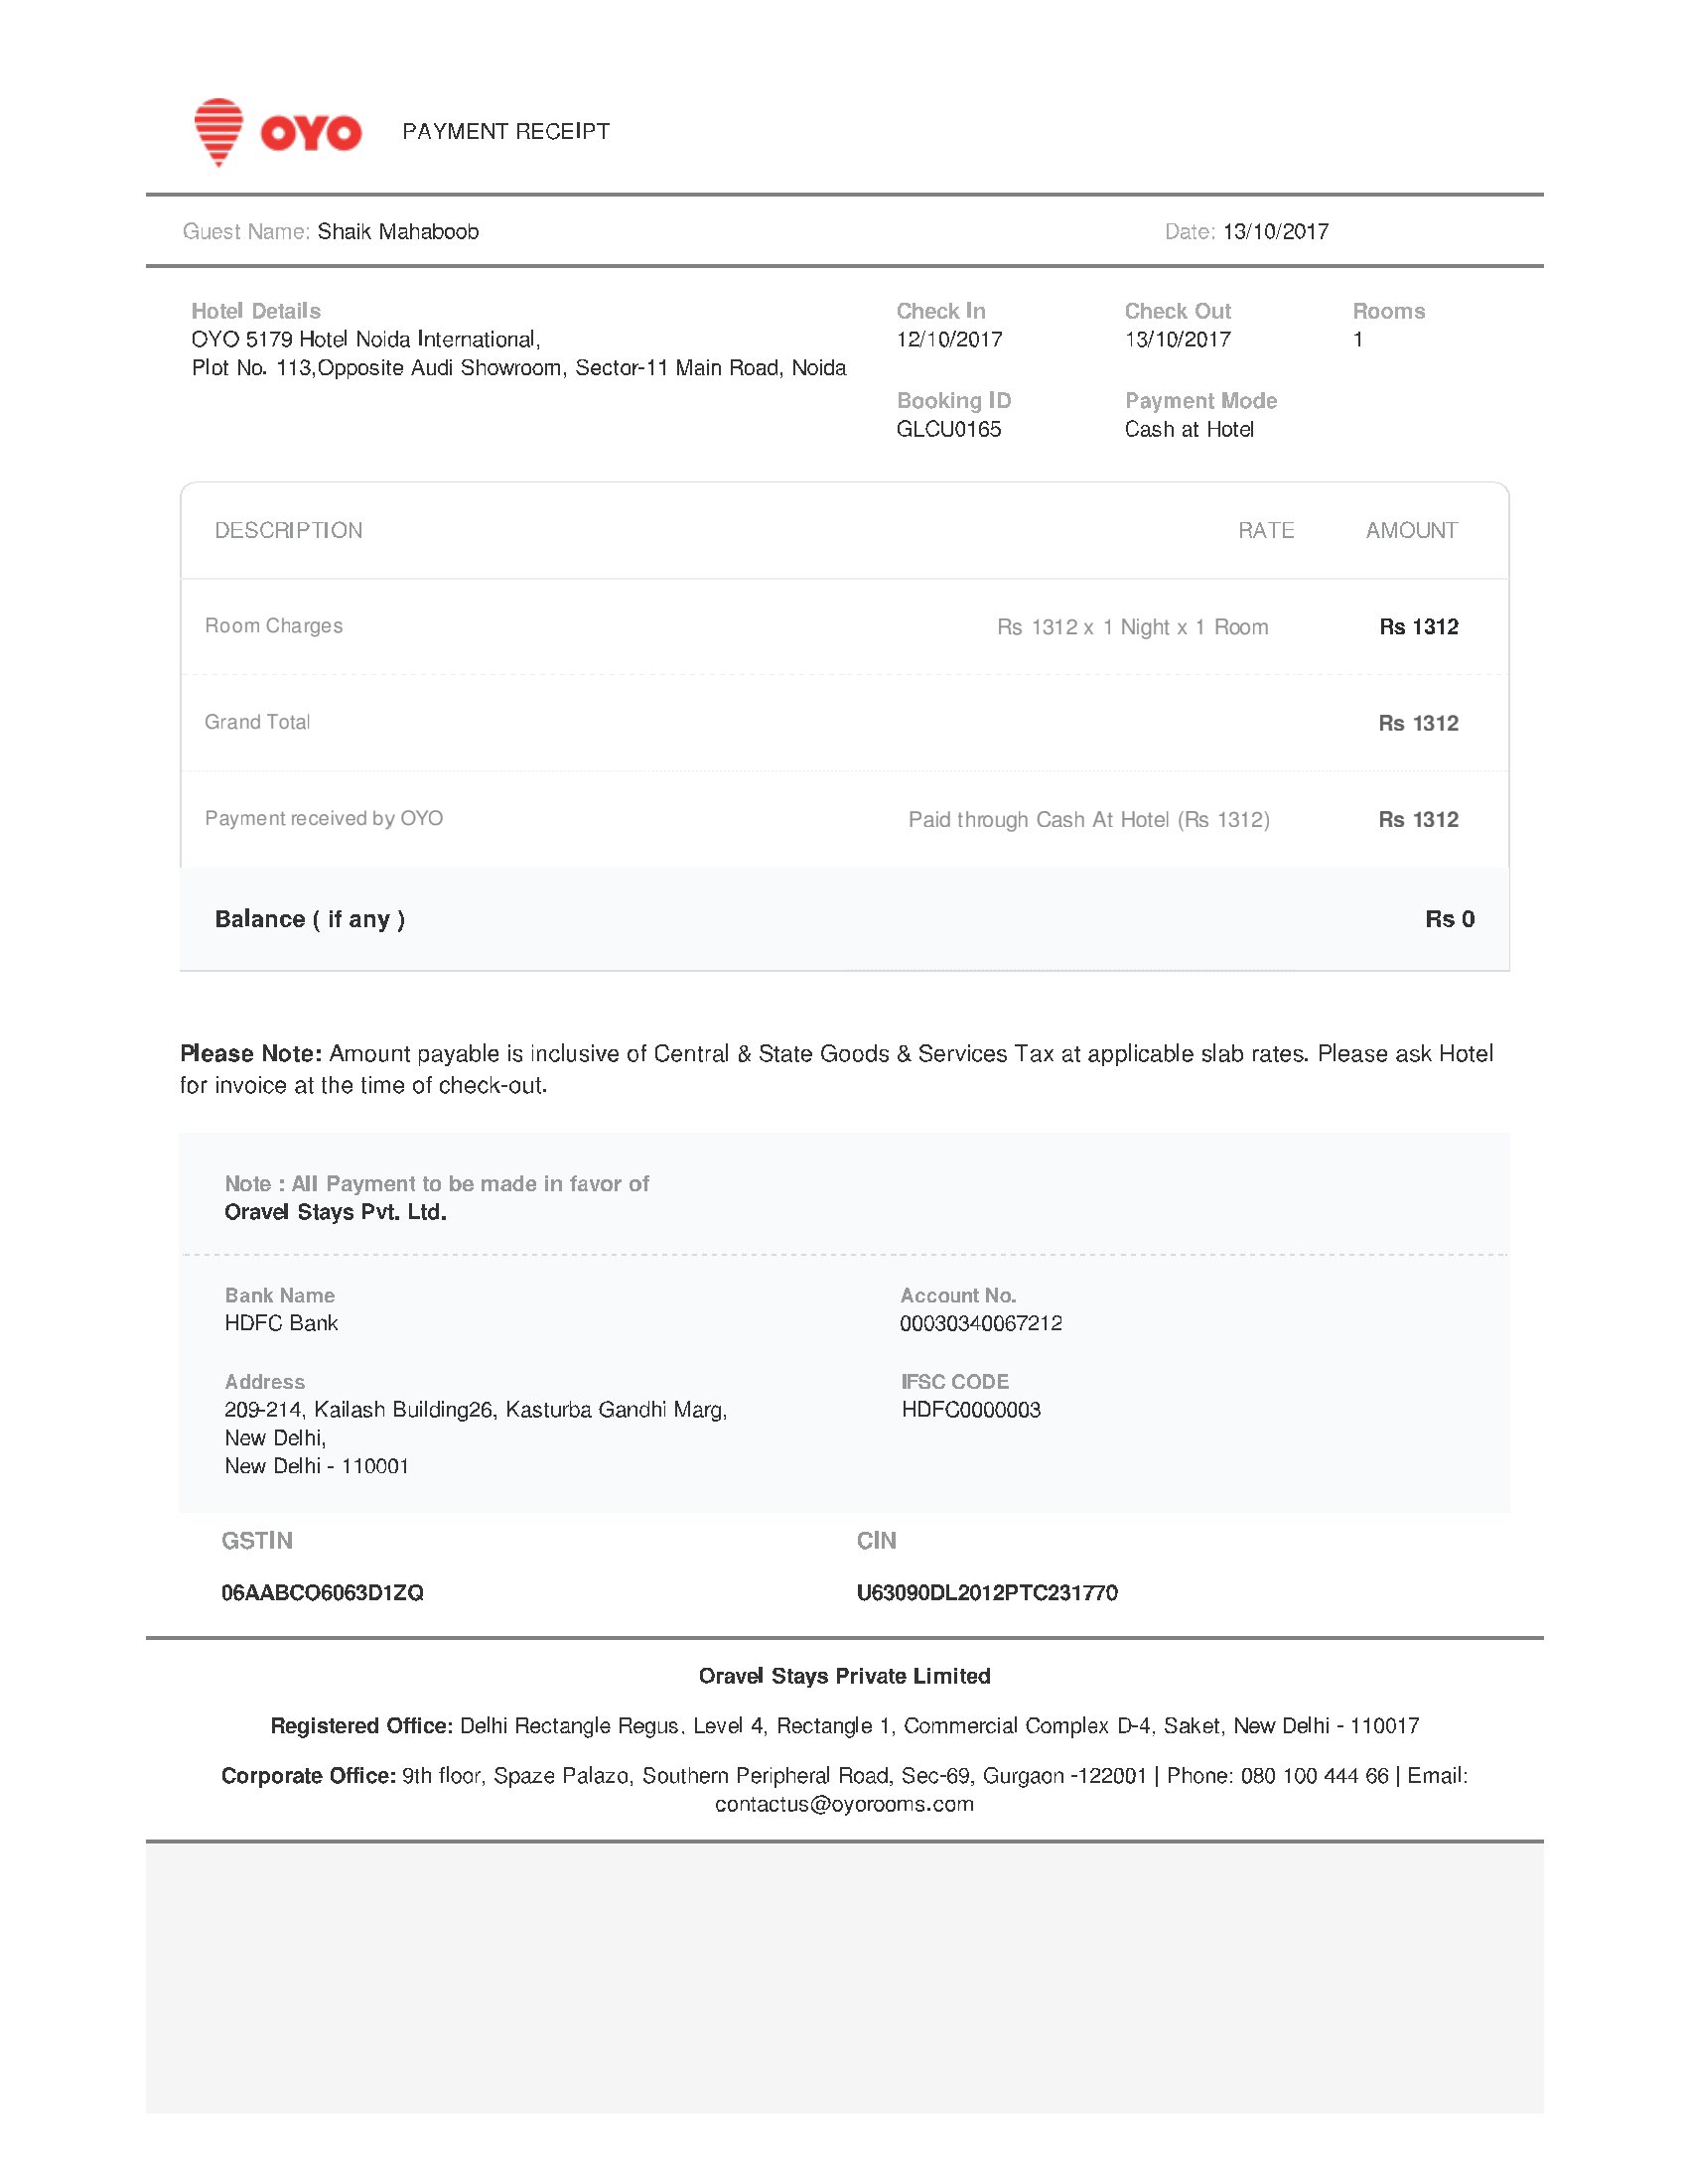 OYO PAYMENT RECEIPT
Guest Name: Shaik Mahaboob Date: 13/10/2017
Hotel Details
OYO 5179 Hotel Noida International,
Plot No. 113,Opposite Audi Showroom, Sector-11 Main Road, Noida
Check In Check Out Rooms
12/10/2017 13/10/2017 1
Booking ID Payment Mode
GLCU0165 Cash at Hotel
DESCRIPTION RATE AMOUNT
Room Charges Rs 1312 x 1 Night x 1 Room Rs 1312
Grand Total Rs 1312
Payment received by OYO Paid through Cash At Hotel (Rs 1312) Rs 1312
Balance ( if any ) Rs 0
Please Note: Amount payable is inclusive of Central & State Goods & Services Tax at applicable slab rates. Please ask Hotel
for invoice at the time of check-out.
Note : All Payment to be made in favor of
Oravel Stays Pvt. Ltd.
Bank Name Account No.
HDFC Bank 00030340067212
Address IFSC CODE
209-214, Kailash Building26, Kasturba Gandhi Marg, HDFC0000003
New Delhi,
New Delhi - 110001
GSTIN CIN
06AABCO6063D1ZQ U63090DL2012PTC231770
Oravel Stays Private Limited
Registered Office: Delhi Rectangle Regus. Level 4, Rectangle 1, Commercial Complex D-4, Saket, New Delhi - 110017
Corporate Office: 9th floor, Spaze Palazo, Southern Peripheral Road, Sec-69, Gurgaon -122001 | Phone: 080 100 444 66 | Email:
contactus@oyorooms.com